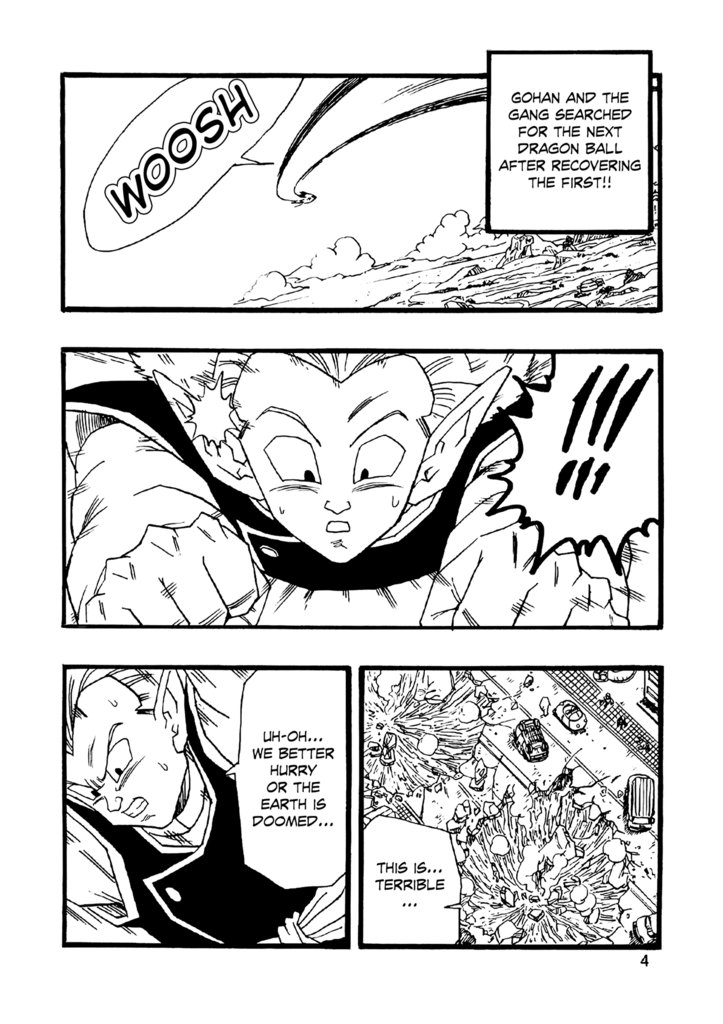 GOHAN AND THE
GANG SEARCHED
FOR THE NEXT
DRAGON BALL
AFTER RECOVERING
THE FIRST!!
WOOSH
!!!
THIS IS...
TERRIBLE
...
UH-OH...
WE BETTER
HURRY
OR THE
EARTH IS
DOOMED...
4